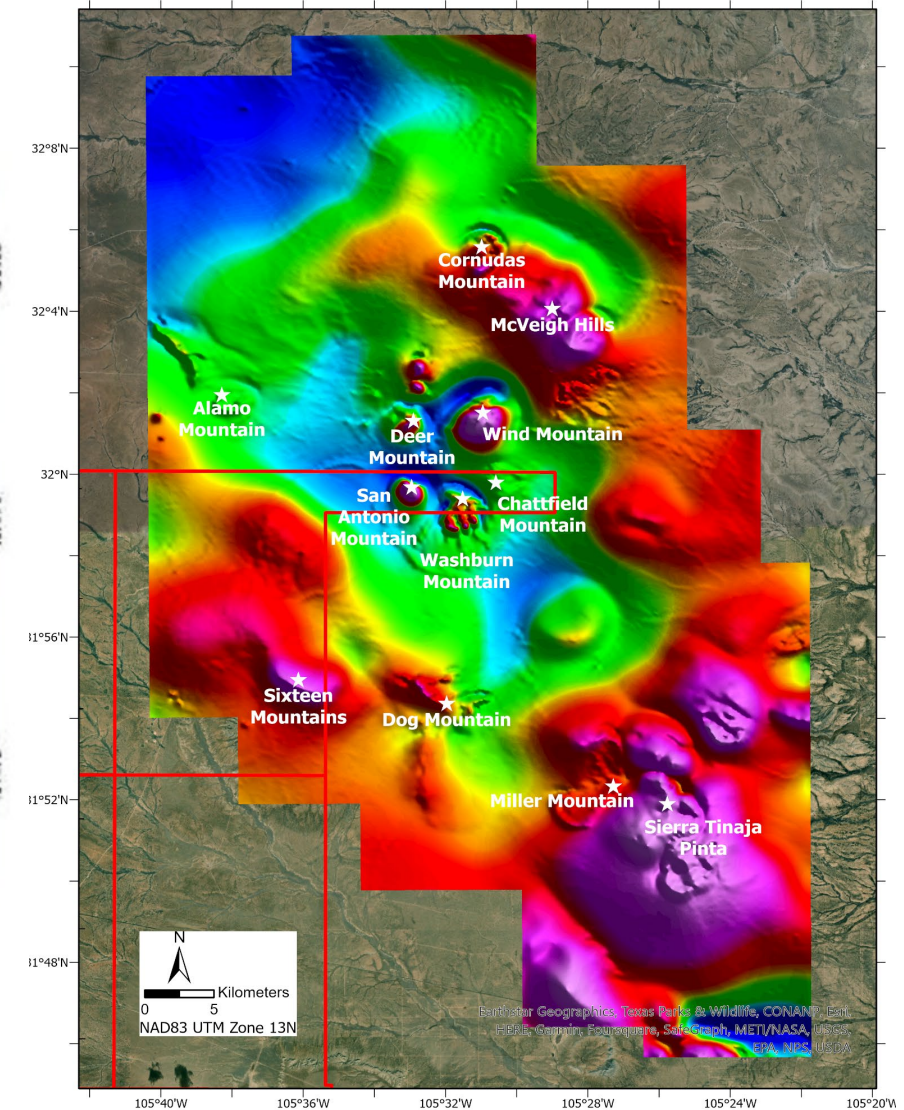 32°8'N
Cornudas
Mountain
32°4'N
McVeigh Hills
Alamo
Mountain
Deer
Mountain
Wind Mountain
32°N
San
Antonio
Mountain
Chattfield
Mountain
Washburn
Mountain
31°56'N
Sixteen
Mountains
Dog Mountain
31°52'N
Miller Mountain
Sierra Tinaja
Pinta
31°48'N
N
Kilometers
0 5
NAD83 UTM Zone 13N
Earthstar Geographics, Texas Parks & Wildlife, CONANP, Esri,
HERE, Garmin, Foursquare, SafeGraph, METI/NASA, USGS,
EPA, NPS, USDA
105°40'W 105°36'W 105°32'W 105°28'W 105°24'W 105°20'W